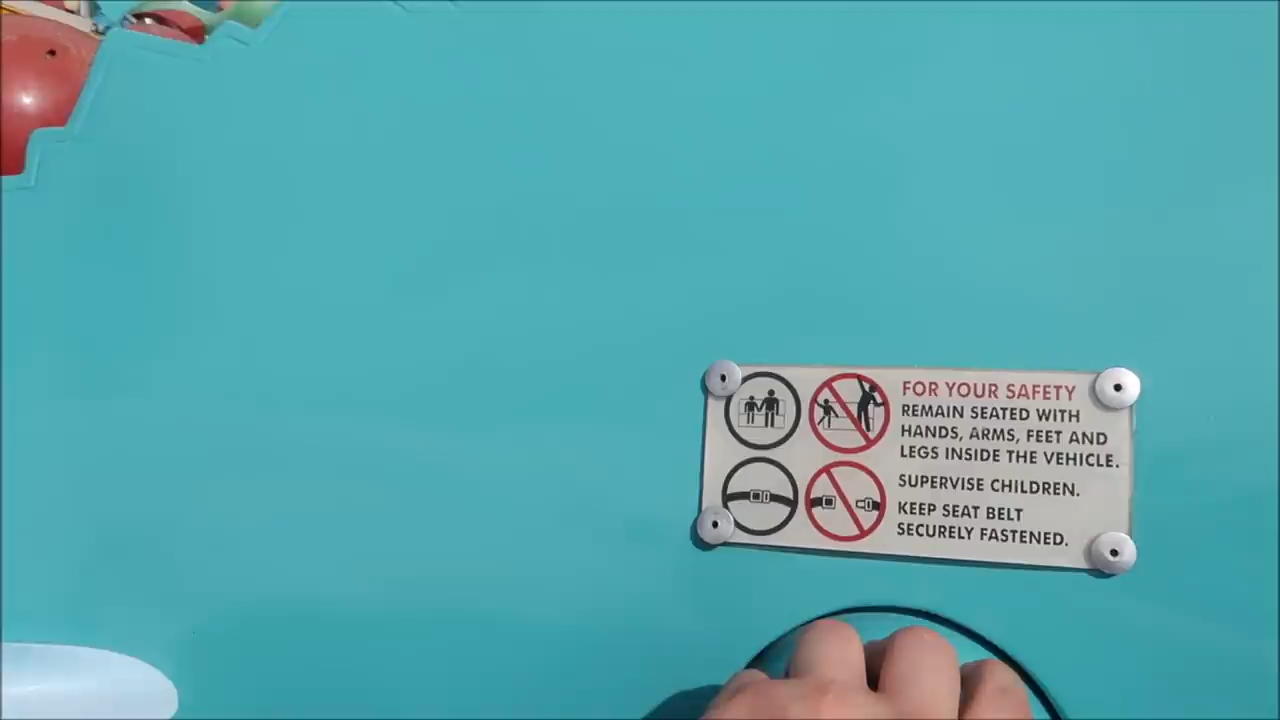 FOR YOUR SAFETY
REMAIN SEATED WITH
HANDS, ARMS, FEET AND
LEGS INSIDE THE VEHICLE.
SUPERVISE CHILDREN.
KEEP SEAT BELT
SECURELY FASTENED.